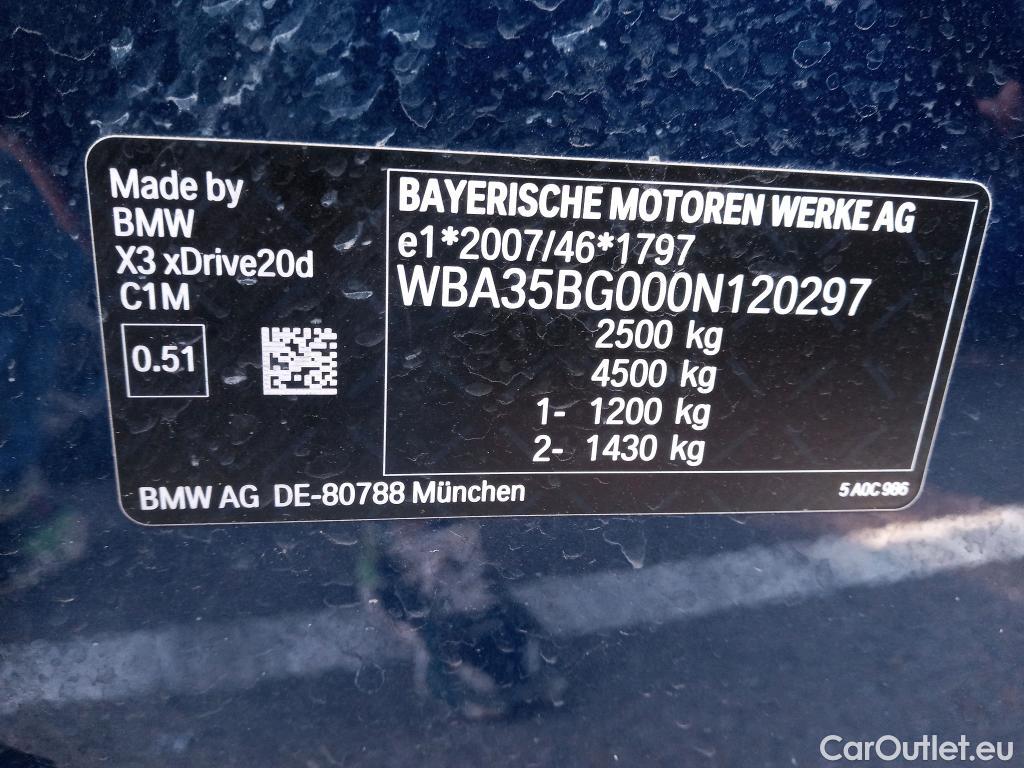 Made by
BMW
X3 xDrive20d
C1M
0.51
BAYERISCHE MOTOREN WERKE AG
e1*2007/46*1797
WBA35BG000N120297
2500 kg
4500 kg
1- 1200 kg
2- 1430 kg
BMW AG DE-80788 München
5 A0C 986
CarOutlet.eu